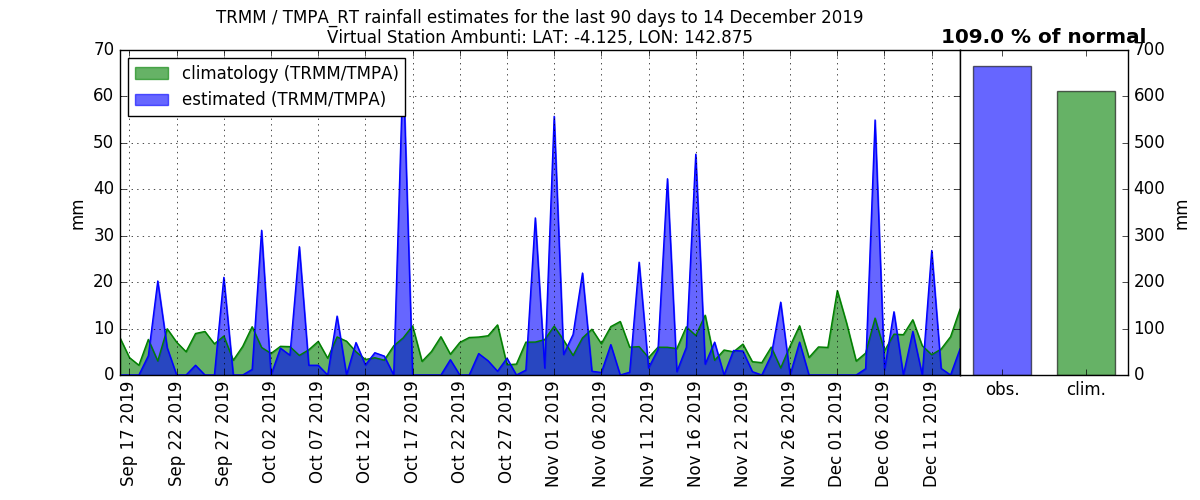 TRMM / TMPA_RT rainfall estimates for the last 90 days to 14 December 2019
Virtual Station Ambunti: LAT: -4.125, LON: 142.875
109.0 % of normal
climatology (TRMM/TMPA)
estimated (TRMM/TMPA)
70
60
50
40
30
20
10
0
mm
700
600
500
400
300
200
100
0
mm
obs.
clim.
Sep 17 2019
Sep 22 2019
Sep 27 2019
Oct 02 2019
Oct 07 2019
Oct 12 2019
Oct 17 2019
Oct 22 2019
Oct 27 2019
Nov 01 2019
Nov 06 2019
Nov 11 2019
Nov 16 2019
Nov 21 2019
Nov 26 2019
Dec 01 2019
Dec 06 2019
Dec 11 2019